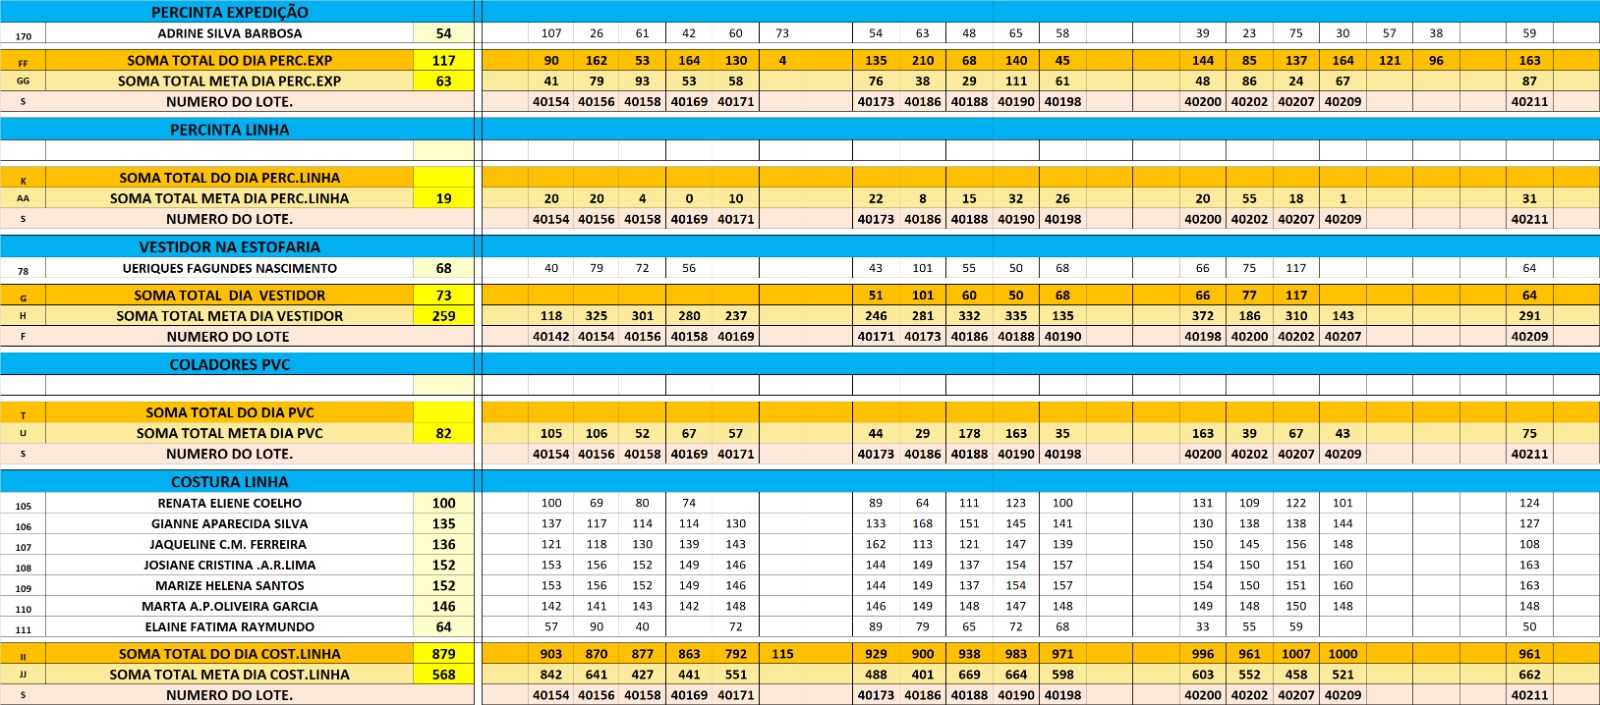 PERCINTA EXPEDIÇÃO
170 ADRINE SILVA BARBOSA 54 107 26 61 42 60 73 54 63 48 65 58 39 23 75 30 57 38 59
FF SOMA TOTAL DO DIA PERC.EXP 117 90 162 53 164 130 4 135 210 68 140 45 144 85 137 164 121 96 163
GG SOMA TOTAL META DIA PERC.EXP 63 41 79 93 53 58 76 38 29 111 61 48 86 24 67 87
S NUMERO DO LOTE. 40154 40156 40158 40169 40171 40173 40186 40188 40190 40198 40200 40202 40207 40209 40211
PERCINTA LINHA
K SOMA TOTAL DO DIA PERC.LINHA
AA SOMA TOTAL META DIA PERC.LINHA 19 20 20 4 0 10 22 8 15 32 26 20 55 18 1 31
S NUMERO DO LOTE. 40154 40156 40158 40169 40171 40173 40186 40188 40190 40198 40200 40202 40207 40209 40211
VESTIDOR NA ESTOFARIA
78 UERIQUES FAGUNDES NASCIMENTO 68 40 79 72 56 43 101 55 50 68 66 75 117 64
G SOMA TOTAL DIA VESTIDOR 73 51 101 60 50 68 66 77 117 64
H SOMA TOTAL META DIA VESTIDOR 259 118 325 301 280 237 246 281 332 335 135 372 186 310 143 291
F NUMERO DO LOTE 40142 40154 40156 40158 40169 40171 40173 40186 40188 40190 40198 40200 40202 40207 40209
COLADORES PVC
T SOMA TOTAL DO DIA PVC
U SOMA TOTAL META DIA PVC 82 105 106 52 67 57 44 29 178 163 35 163 39 67 43 75
S NUMERO DO LOTE. 40154 40156 40158 40169 40171 40173 40186 40188 40190 40198 40200 40202 40207 40209 40211
COSTURA LINHA
105 RENATA ELIENE COELHO 100 100 69 80 74 89 64 111 123 100 131 109 122 101 124
106 GIANNE APARECIDA SILVA 135 137 117 114 114 130 133 168 151 145 141 130 138 138 144 127
107 JAQUELINE C.M. FERREIRA 136 121 118 130 139 143 162 113 121 147 139 150 145 156 148 108
108 JOSIANE CRISTINA .A.R.LIMA 152 153 156 152 149 146 144 149 137 154 157 154 150 151 160 163
109 MARIZE HELENA SANTOS 152 153 156 152 149 146 144 149 137 154 157 154 150 151 160 163
110 MARTA A.P.OLIVEIRA GARCIA 146 142 141 143 142 148 146 149 148 147 148 149 148 150 148 148
111 ELAINE FATIMA RAYMUNDO 64 57 90 40 72 89 79 65 72 68 33 55 59 50
II SOMA TOTAL DO DIA COST.LINHA 879 903 870 877 863 792 115 929 900 938 983 971 996 961 1007 1000 961
JJ SOMA TOTAL META DIA COST.LINHA 568 842 641 427 441 551 488 401 669 664 598 603 552 458 521 662
S NUMERO DO LOTE. 40154 40156 40158 40169 40171 40173 40186 40188 40190 40198 40200 40202 40207 40209 40211